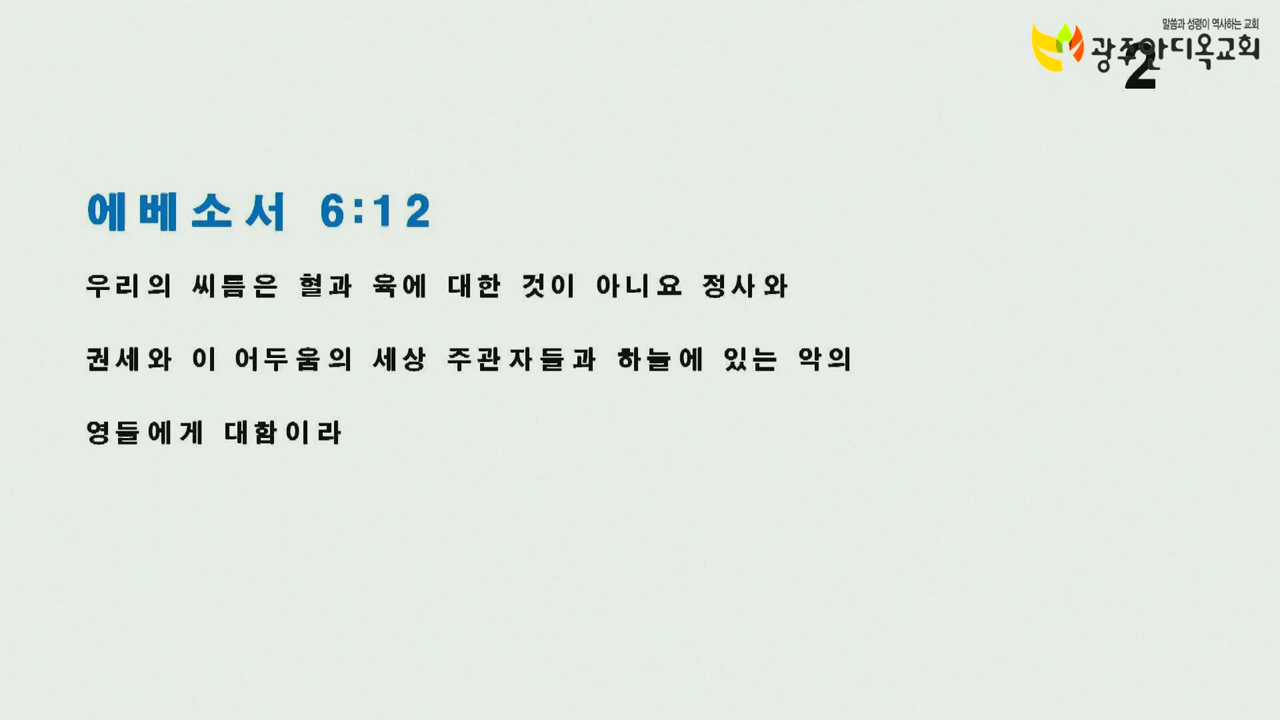 말씀과 성령이 역사하는 교회
광주안디옥교회
2
에베소서 6:12
우리의 씨름은 혈과 육에 대한 것이 아니요 정사와
권세와 이 어두움의 세상 주관자들과 하늘에 있는 악의
영들에게 대함이라